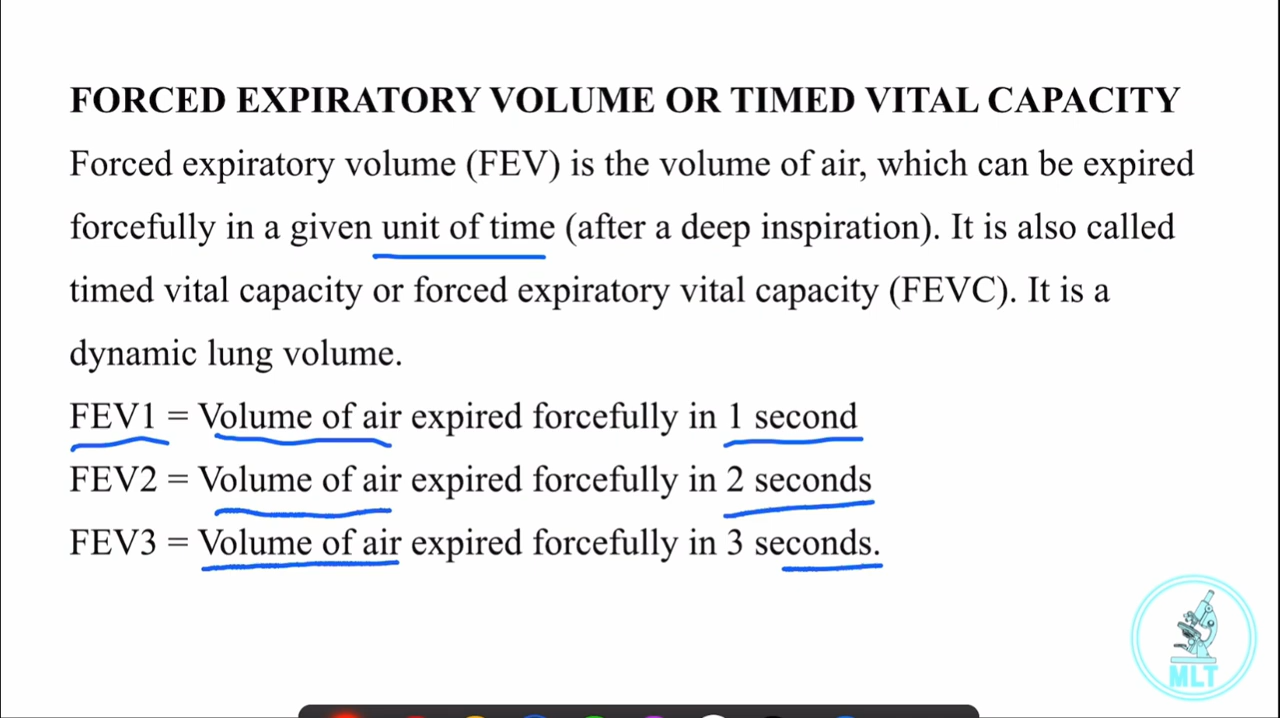 FORCED EXPIRATORY VOLUME OR TIMED VITAL CAPACITY
Forced expiratory volume (FEV) is the volume of air, which can be expired
forcefully in a given unit of time (after a deep inspiration). It is also called
timed vital capacity or forced expiratory vital capacity (FEVC). It is a
dynamic lung volume.
FEV1 = Volume of air expired forcefully in 1 second
FEV2 = Volume of air expired forcefully in 2 seconds
FEV3 = Volume of air expired forcefully in 3 seconds.
MLT